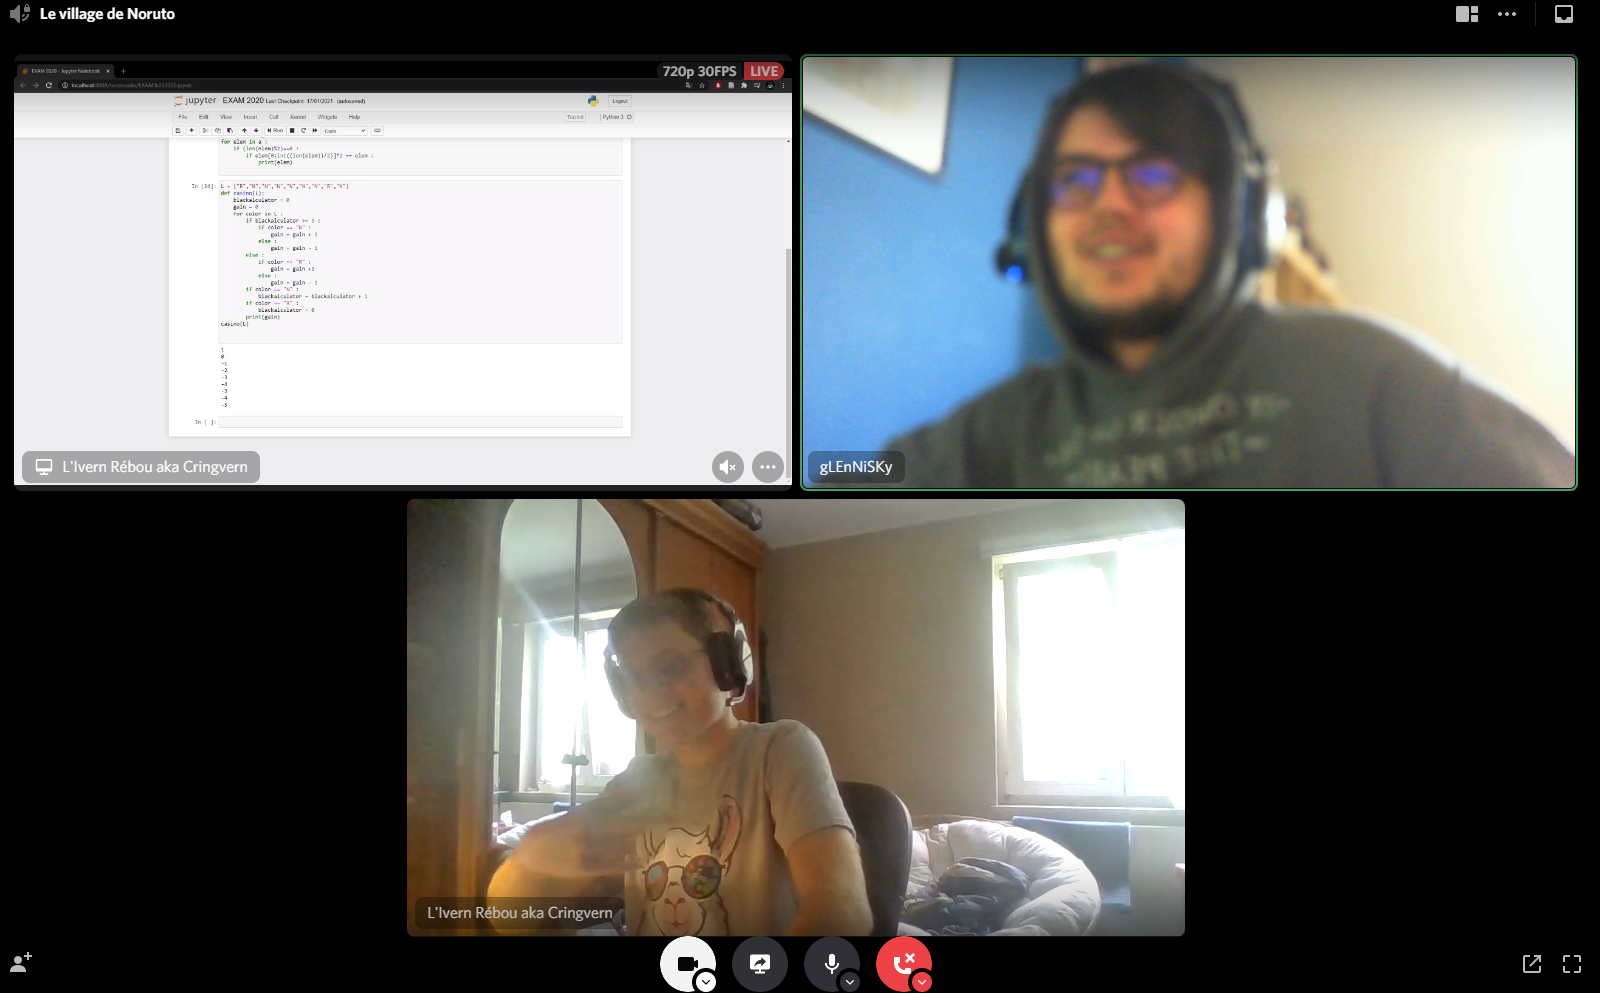 Le village de Noruto
EXAM 2020 - Jupyter Notebook
720p 30FPS LIVE
jupyter EXAM 2020 Last Checkpoint: 17/01/2021 (autosaved)
Logout
File Edit View Insert Cell Kernel Widgets Help
Trusted Python 3
Run Code
for elem in a :
if (len(elem)%2)==0 :
if elem[0:int((len(elem))/2)]*2 == elem :
print(elem)
In [24]:
def casino(L):
blackalculator = 0
gain = 0
for color in L :
if blackalculator >= 5 :
if color == "N" :
gain = gain + 1
else :
gain = gain - 1
else :
if color == "R" :
gain = gain +1
else :
gain = gain - 1
if color == "N" :
blackalculator = blackalculator + 1
if color == "R" :
blackalculator = 0
print(gain)
casino(L)
1
0
-1
-2
-3
-4
-3
-4
In [ ]:
L'Ivern Rébou aka Cringvern
gLEnNiSKy
L'Ivern Rébou aka Cringvern